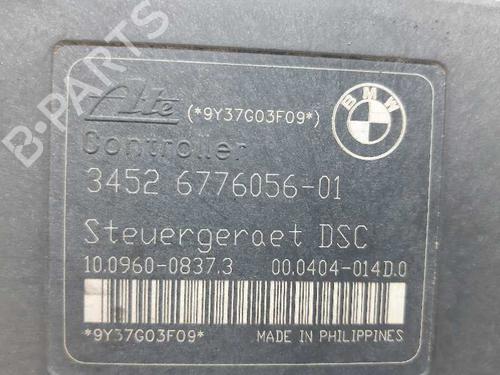 Ate (*9Y37G03F09*)
BMW
Controller
3452 6776056-01
Steuergeraet DSC
10.0960-0837.3 00.0404-014D.0
*9Y37G03F09* MADE IN PHILIPPINES
B-PARTS